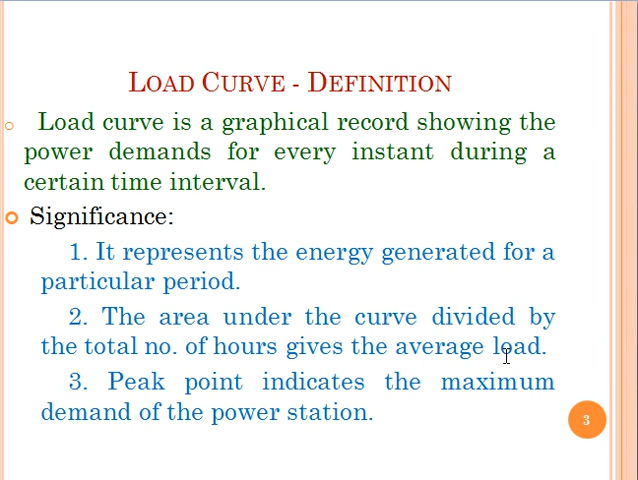 LOAD CURVE - DEFINITION
Load curve is a graphical record showing the
power demands for every instant during a
certain time interval.
Significance:
1. It represents the energy generated for a
particular period.
2. The area under the curve divided by
the total no. of hours gives the average load.
3. Peak point indicates the maximum
demand of the power station.
3